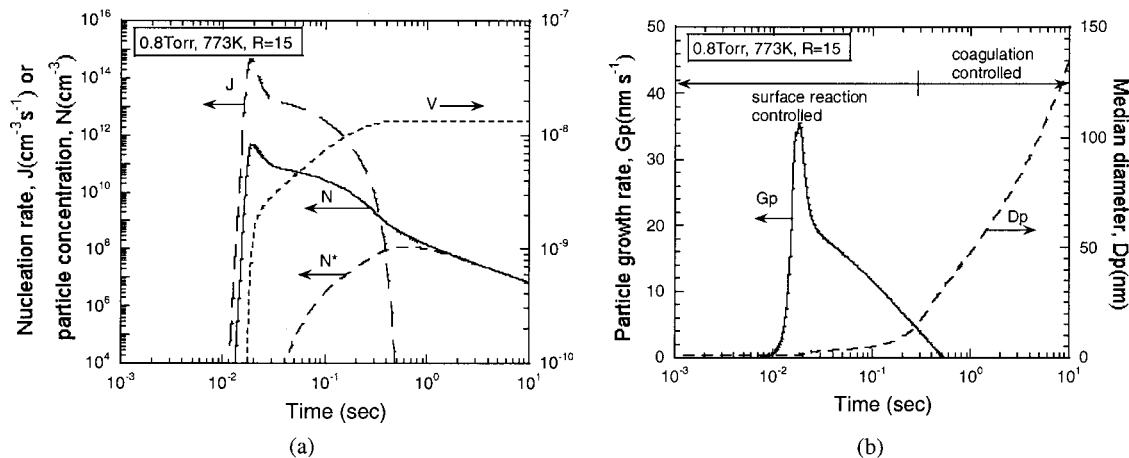 Nucleation rate, J(cm⁻³s⁻¹) or
particle concentration, N(cm⁻³)
10¹⁶
10¹⁴
10¹²
10¹⁰
10⁸
10⁶
10⁴
0.8Torr, 773K, R=15
J
V
N
N*
10⁻⁷
10⁻⁸
10⁻⁹
10⁻¹⁰
10⁻³
10⁻²
10⁻¹
10⁰
10¹
Time (sec)
(a)
Particle growth rate, Gp(nm s⁻¹)
50
40
30
20
10
0
0.8Torr, 773K, R=15
coagulation
controlled
surface reaction
controlled
Gp
Dp
150
100
50
0
Median diameter, Dp(nm)
10⁻³
10⁻²
10⁻¹
10⁰
10¹
Time (sec)
(b)